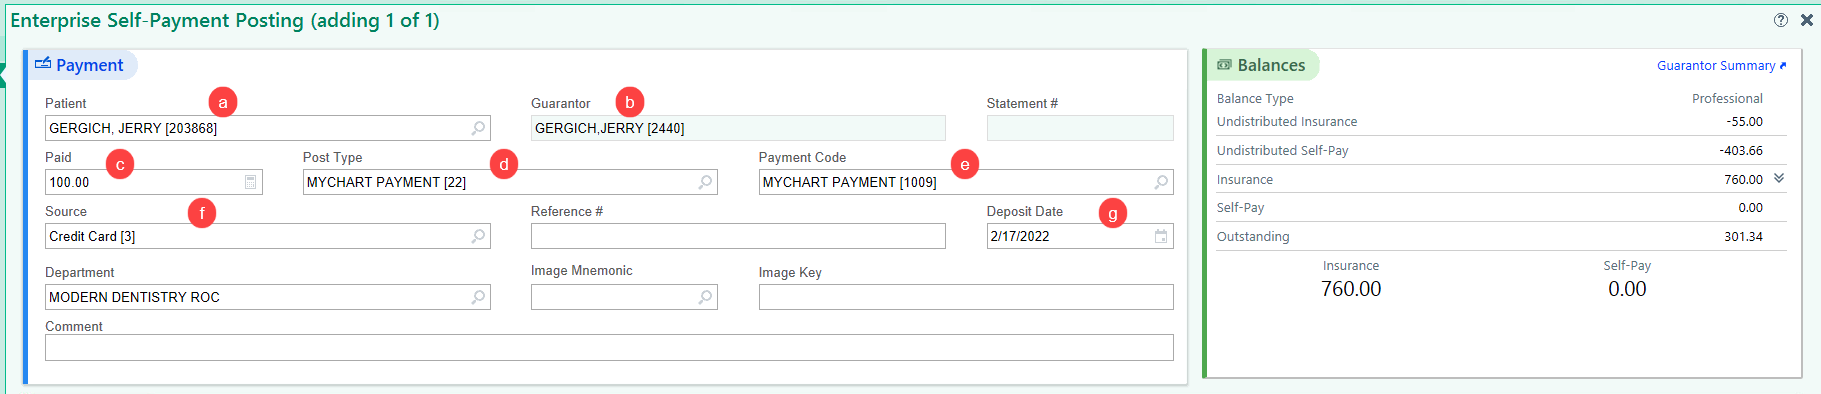 Enterprise Self-Payment Posting (adding 1 of 1)
Payment
Patient a Guarantor b Statement #
GERGICH, JERRY [203868] GERGICH,JERRY [2440]
Paid c Post Type d Payment Code e
100.00 MYCHART PAYMENT [22] MYCHART PAYMENT [1009]
Source f Reference # Deposit Date g
Credit Card [3] 2/17/2022
Department Image Mnemonic Image Key
MODERN DENTISTRY ROC
Comment
Balances Guarantor Summary
Balance Type Professional
Undistributed Insurance -55.00
Undistributed Self-Pay -403.66
Insurance 760.00
Self-Pay 0.00
Outstanding 301.34
Insurance Self-Pay
760.00 0.00